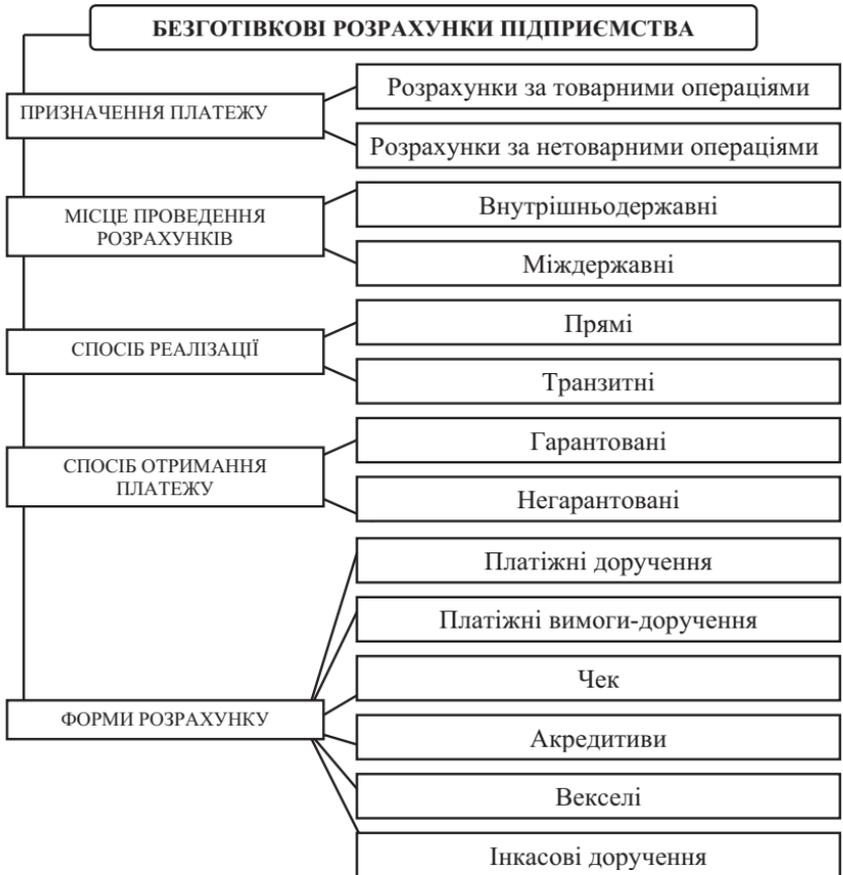 БЕЗГОТІВКОВІ РОЗРАХУНКИ ПІДПРИЄМСТВА
ПРИЗНАЧЕННЯ ПЛАТЕЖУ
Розрахунки за товарними операціями
Розрахунки за нетоварними операціями
МІСЦЕ ПРОВЕДЕННЯ
РОЗРАХУНКІВ
Внутрішньодержавні
Міждержавні
СПОСІБ РЕАЛІЗАЦІЇ
Прямі
Транзитні
СПОСІБ ОТРИМАННЯ
ПЛАТЕЖУ
Гарантовані
Негарантовані
ФОРМИ РОЗРАХУНКУ
Платіжні доручення
Платіжні вимоги-доручення
Чек
Акредитиви
Векселі
Інкасові доручення